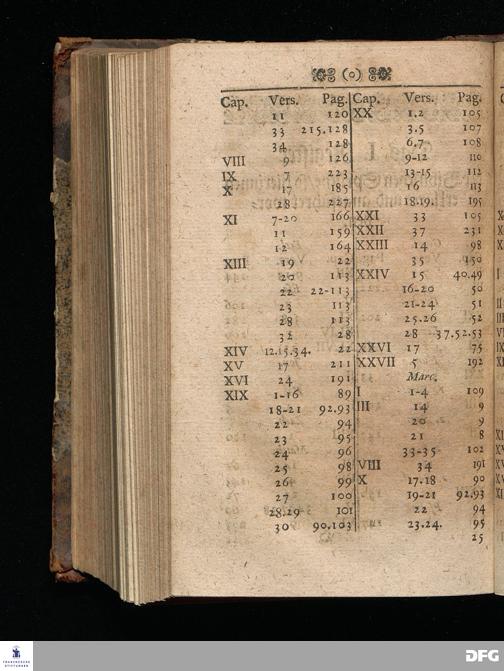 (0)
Cap. Vers. Pag.
11 120
33 215.128
34 128
VIII 9 126
IX 7 223
X 17 185
28 227
XI 7-20 166
11 159
12 164
XIII 19 22
20 113
22 22-113
23 113
28 113
32 28
XIV 12.15.34. 22
XV 17 211
XVI 24 191
XIX 1-16 89
18-21 92.93
22 94
23 95
24 96
25 98
26 99
27 100
28.29 101
30 90.103
Cap. Vers. Pag.
XX 1.2 105
3.5 107
6.7 108
9-12 110
13-15 112
16 113
18.19. 195
XXI 33 105
XXII 37 231
XXIII 14 98
35 150
XXIV 15 40.49
16-20 50
21-24 51
25.26 52
28 37.52.53
XXVI 17 75
XXVII 5 192
Marc.
I 1-4 109
III 14 9
20 9
21 8
33-35 102
VIII 34 191
X 17.18 90
19-21 92.93
22 94
23.24. 95
25
FRANCKESCHE
STIFTUNGEN
DFG